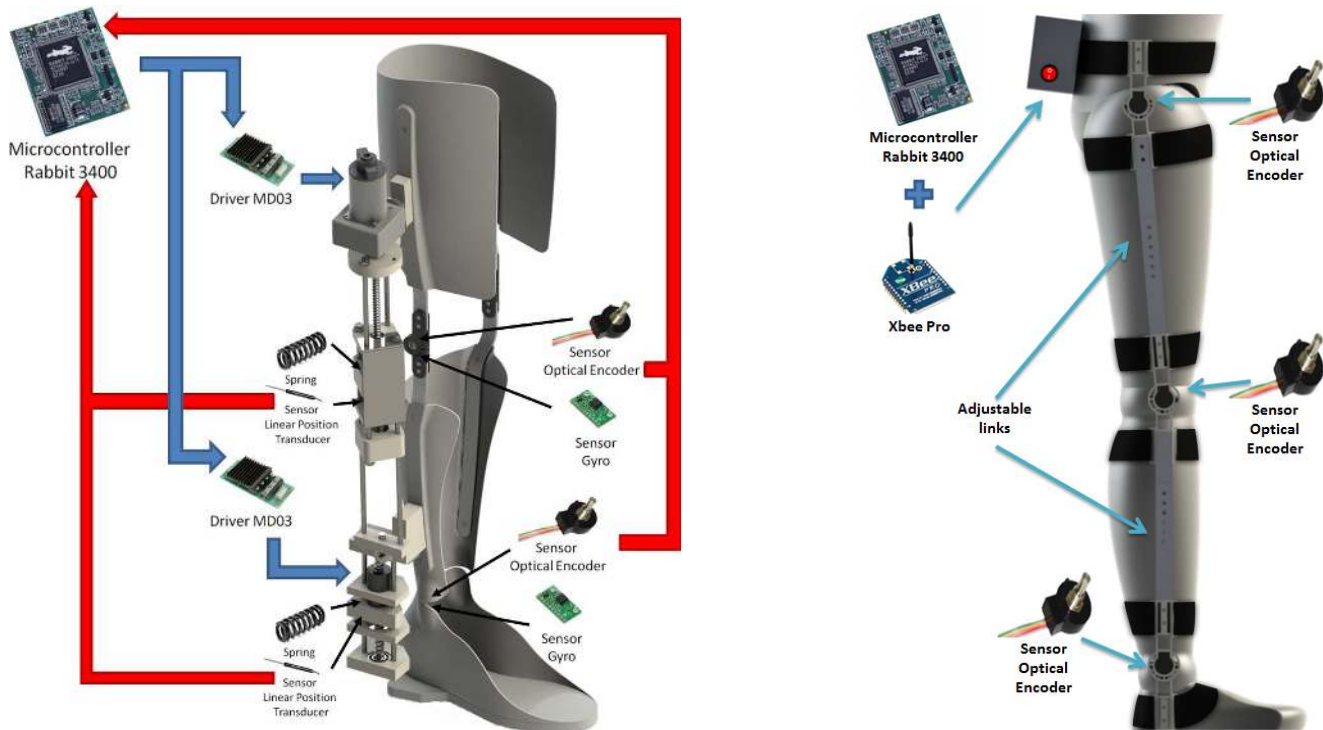 Microcontroller
Rabbit 3400
Driver MD03
Spring
Sensor
Linear Position
Transducer
Sensor
Optical Encoder
Sensor
Gyro
Driver MD03
Sensor
Optical Encoder
Spring
Sensor
Linear Position
Transducer
Sensor
Gyro
Microcontroller
Rabbit 3400
XBee
PRO
Xbee Pro
Sensor
Optical
Encoder
Adjustable
links
Sensor
Optical
Encoder
Sensor
Optical
Encoder